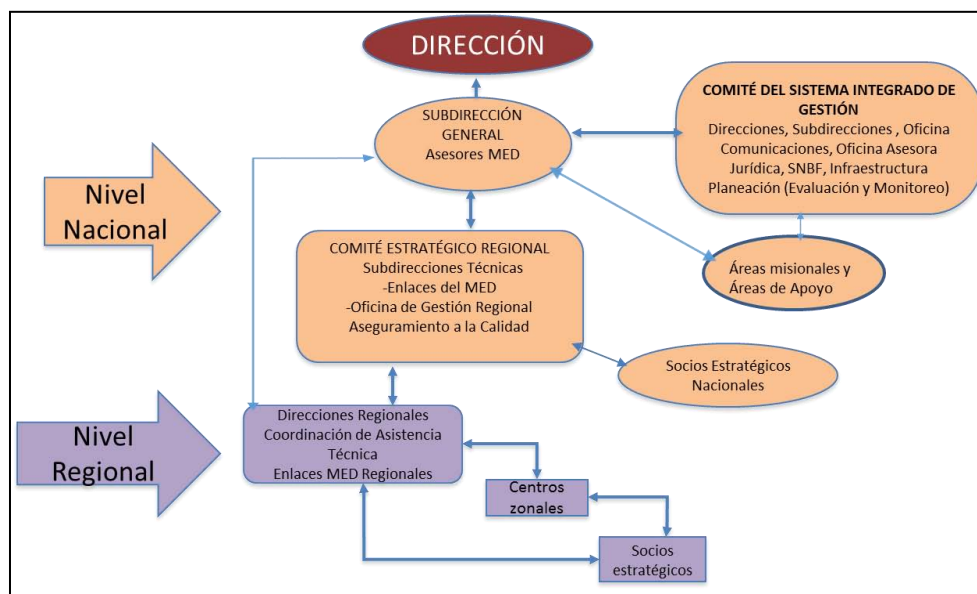 DIRECCIÓN
SUBDIRECCIÓN
GENERAL
Asesores MED
COMITÉ DEL SISTEMA INTEGRADO DE
GESTIÓN
Direcciones, Subdirecciones , Oficina
Comunicaciones, Oficina Asesora
Jurídica, SNBF, Infraestructura
Planeación (Evaluación y Monitoreo)
Nivel
Nacional
COMITÉ ESTRATÉGICO REGIONAL
Subdirecciones Técnicas
-Enlaces del MED
-Oficina de Gestión Regional
Aseguramiento a la Calidad
Áreas misionales y
Áreas de Apoyo
Socios Estratégicos
Nacionales
Nivel
Regional
Direcciones Regionales
Coordinación de Asistencia
Técnica
Enlaces MED Regionales
Centros
zonales
Socios
estratégicos